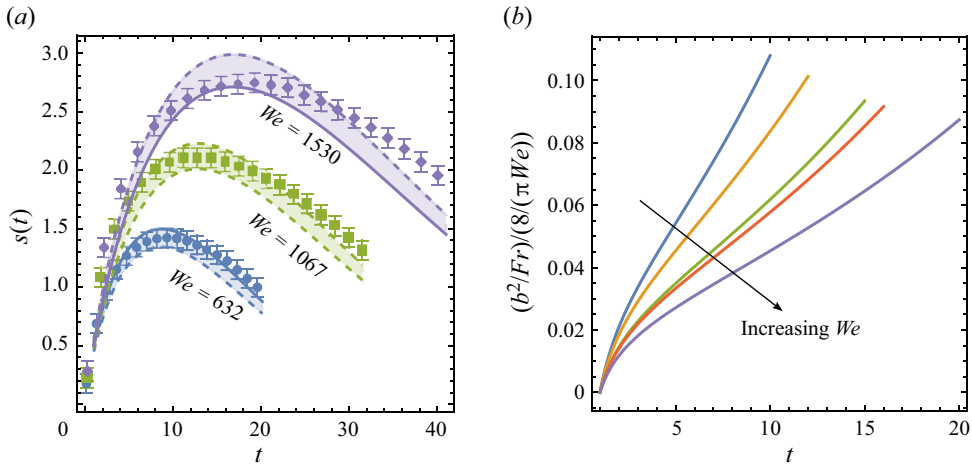 (a)
(b)
3.0
2.5
2.0
1.5
1.0
0.5
s(t)
We = 1530
We = 1067
We = 632
0 10 20 30 40
t
0.10
0.08
0.06
0.04
0.02
0
(b²/Fr)/(8/(πWe))
Increasing We
5 10 15 20
t